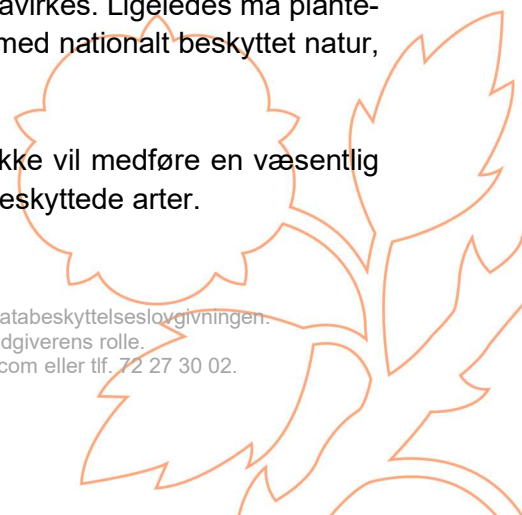 avirkes. Ligeledes må plante-
med nationalt beskyttet natur,
kke vil medføre en væsentlig
eskyttede arter.
atabeskyttelseslovgivningen.
dgiverens rolle.
com eller tlf. 72 27 30 02.